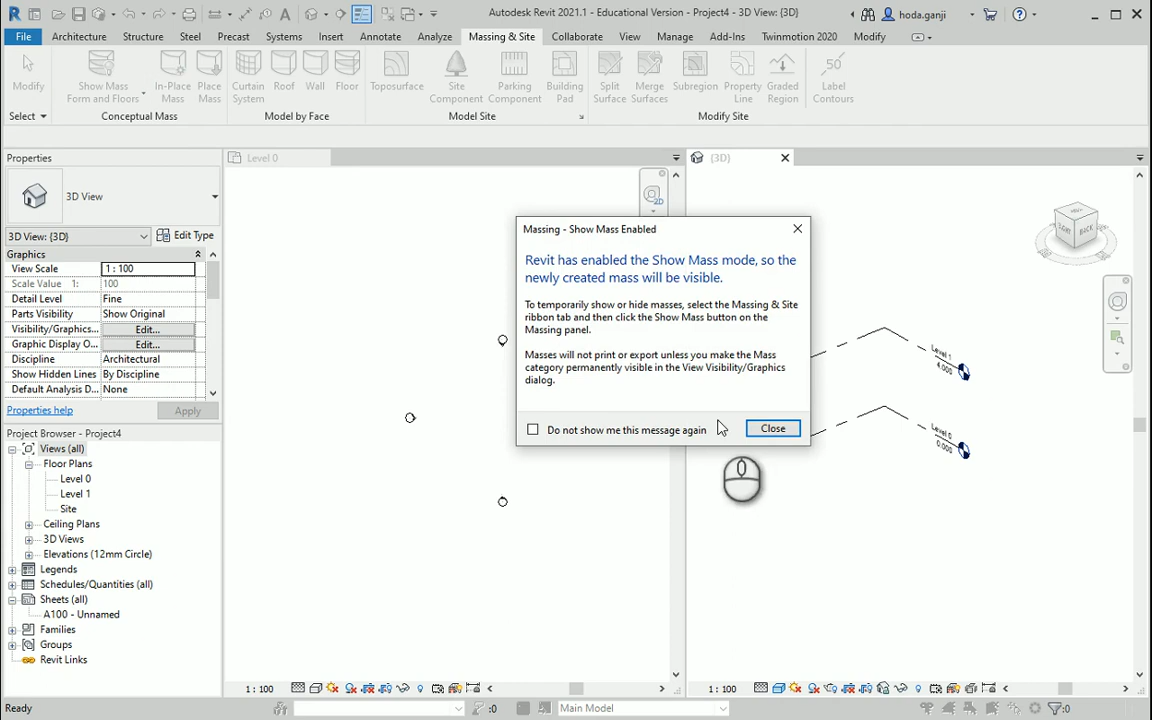 Autodesk Revit 2021.1 - Educational Version - Project4 - 3D View: {3D}
hoda.ganji
File Architecture Structure Steel Precast Systems Insert Annotate Analyze Massing & Site Collaborate View Manage Add-Ins Twinmotion 2020 Modify
Modify
Show Mass
Form and Floors
In-Place
Mass
Place
Mass
Curtain
System
Roof
Wall
Floor
Toposurface
Site
Component
Parking
Component
Building
Pad
Split
Surface
Merge
Surfaces
Subregion
Property
Line
Graded
Region
50
Label
Contours
Select
Conceptual Mass
Model by Face
Model Site
Modify Site
Properties
3D View
3D View: {3D}
Edit Type
Graphics
View Scale 1 : 100
Scale Value 1: 100
Detail Level Fine
Parts Visibility Show Original
Visibility/Graphics... Edit...
Graphic Display O... Edit...
Discipline Architectural
Show Hidden Lines By Discipline
Default Analysis D... None
Properties help
Apply
Project Browser - Project4
Views (all)
Floor Plans
Level 0
Level 1
Site
Ceiling Plans
3D Views
Elevations (12mm Circle)
Legends
Schedules/Quantities (all)
Sheets (all)
A100 - Unnamed
Families
Groups
Revit Links
Level 0
2D
{3D}
BACK
Massing - Show Mass Enabled
Revit has enabled the Show Mass mode, so the
newly created mass will be visible.
To temporarily show or hide masses, select the Massing & Site
ribbon tab and then click the Show Mass button on the
Massing panel.
Masses will not print or export unless you make the Mass
category permanently visible in the View Visibility/Graphics
dialog.
Do not show me this message again
Close
Level 1
4.000
Level 0
0.000
1 : 100
1 : 100
Ready
:0
Main Model
:0